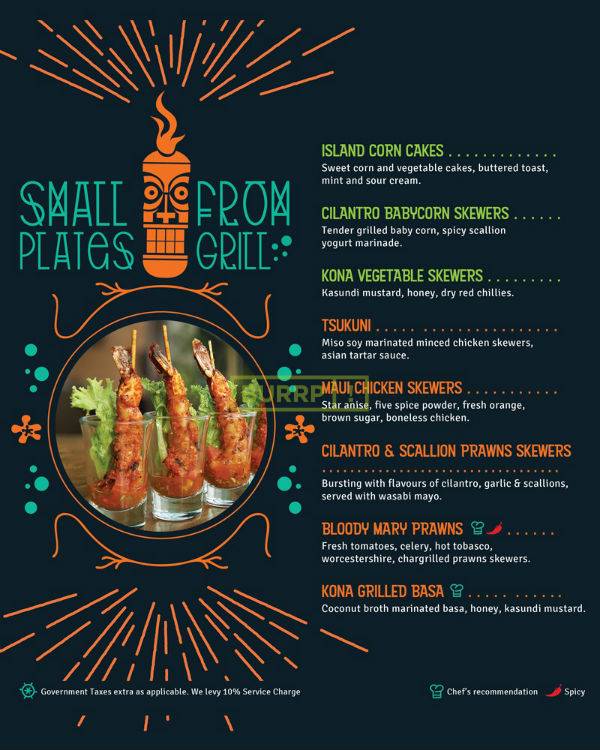 SMALL PLATES
FROM GRILL
ISLAND CORN CAKES . . . . . . . . . . . . .
Sweet corn and vegetable cakes, buttered toast,
mint and sour cream.
CILANTRO BABYCORN SKEWERS . . . . . .
Tender grilled baby corn, spicy scallion
yogurt marinade.
KONA VEGETABLE SKEWERS . . . . . . . . .
Kasundi mustard, honey, dry red chillies.
TSUKUNI . . . . . . . . . . . . . . . . . . . . . .
Miso soy marinated minced chicken skewers,
asian tartar sauce.
MAUI CHICKEN SKEWERS . . . . . . . . . . .
Star anise, five spice powder, fresh orange,
brown sugar, boneless chicken.
CILANTRO & SCALLION PRAWNS SKEWERS
. . . . . . . . . . . . . . . . . . . . . . . . . . . . . . . . . .
Bursting with flavours of cilantro, garlic & scallions,
served with wasabi mayo.
BLOODY MARY PRAWNS . . . . . .
Fresh tomatoes, celery, hot tobasco,
worcestershire, chargrilled prawns skewers.
KONA GRILLED BASA . . . . . . . . . . .
Coconut broth marinated basa, honey, kasundi mustard.
Government Taxes extra as applicable. We levy 10% Service Charge
Chef's recommendation
Spicy